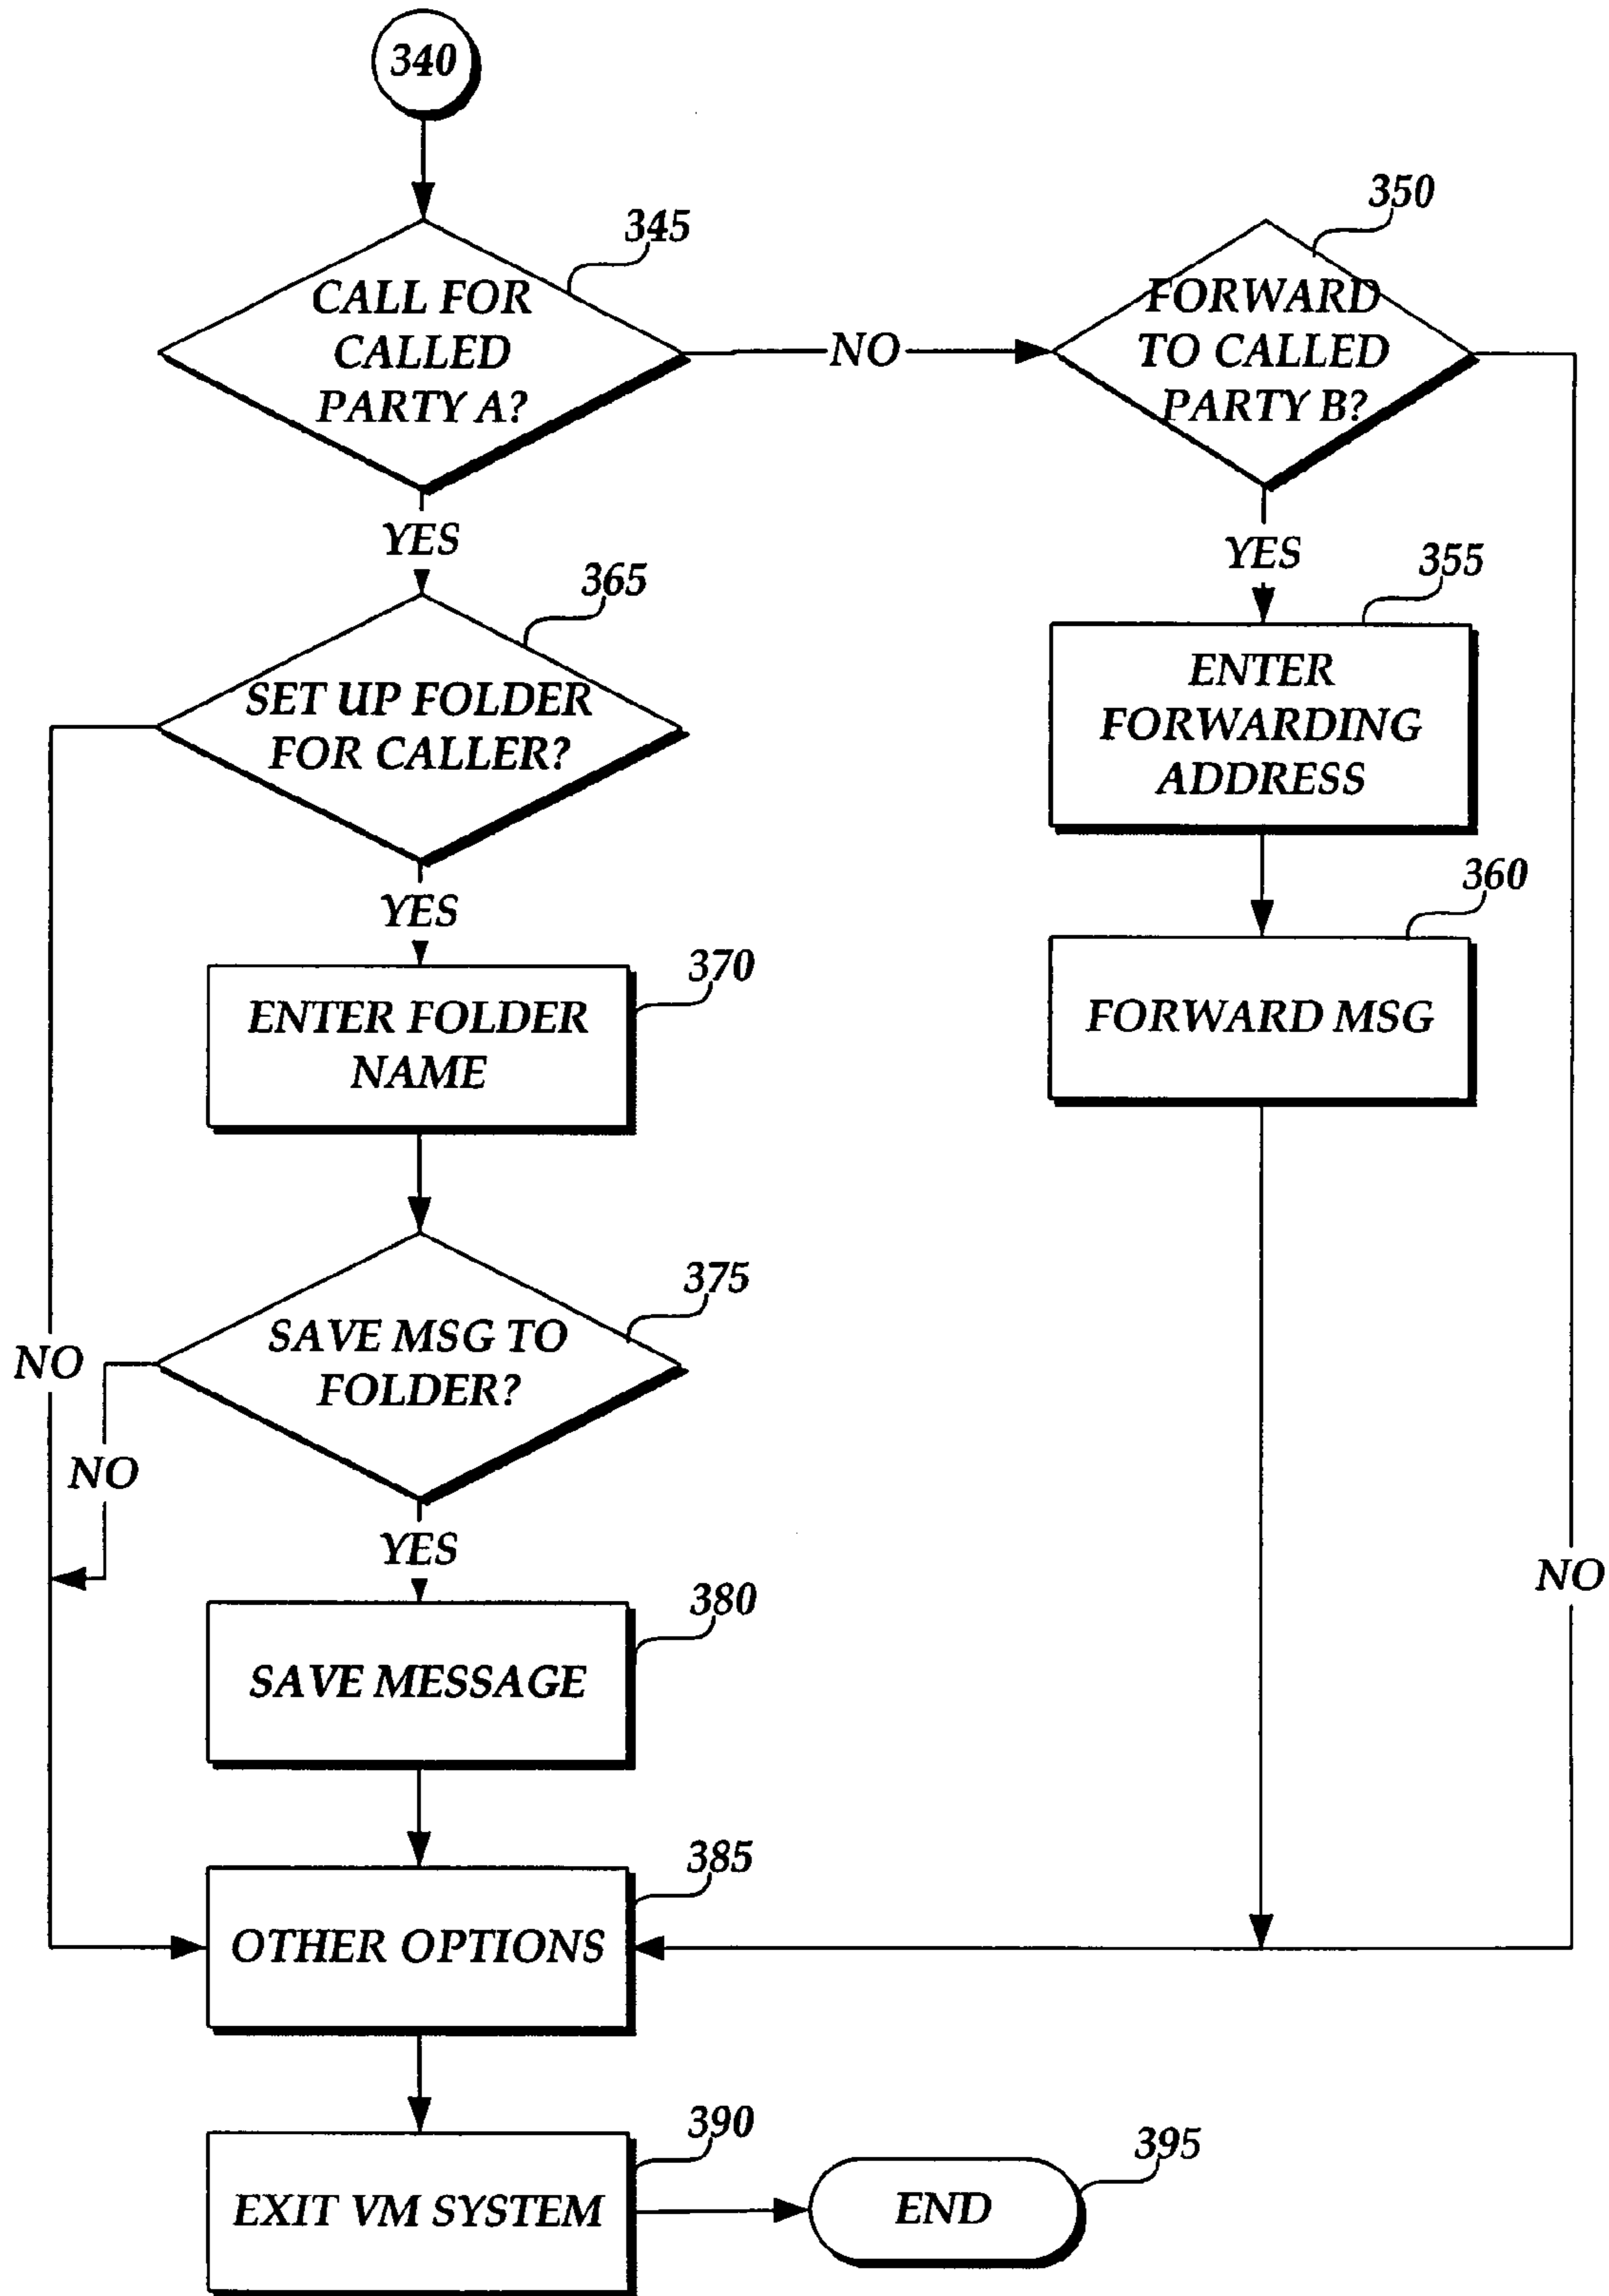 340
345
CALL FOR
CALLED
PARTY A?
NO
350
FORWARD
TO CALLED
PARTY B?
YES
YES
355
ENTER
FORWARDING
ADDRESS
365
SET UP FOLDER
FOR CALLER?
360
FORWARD MSG
YES
370
ENTER FOLDER
NAME
375
SAVE MSG TO
FOLDER?
NO
NO
YES
NO
380
SAVE MESSAGE
385
OTHER OPTIONS
390
EXIT VM SYSTEM
395
END